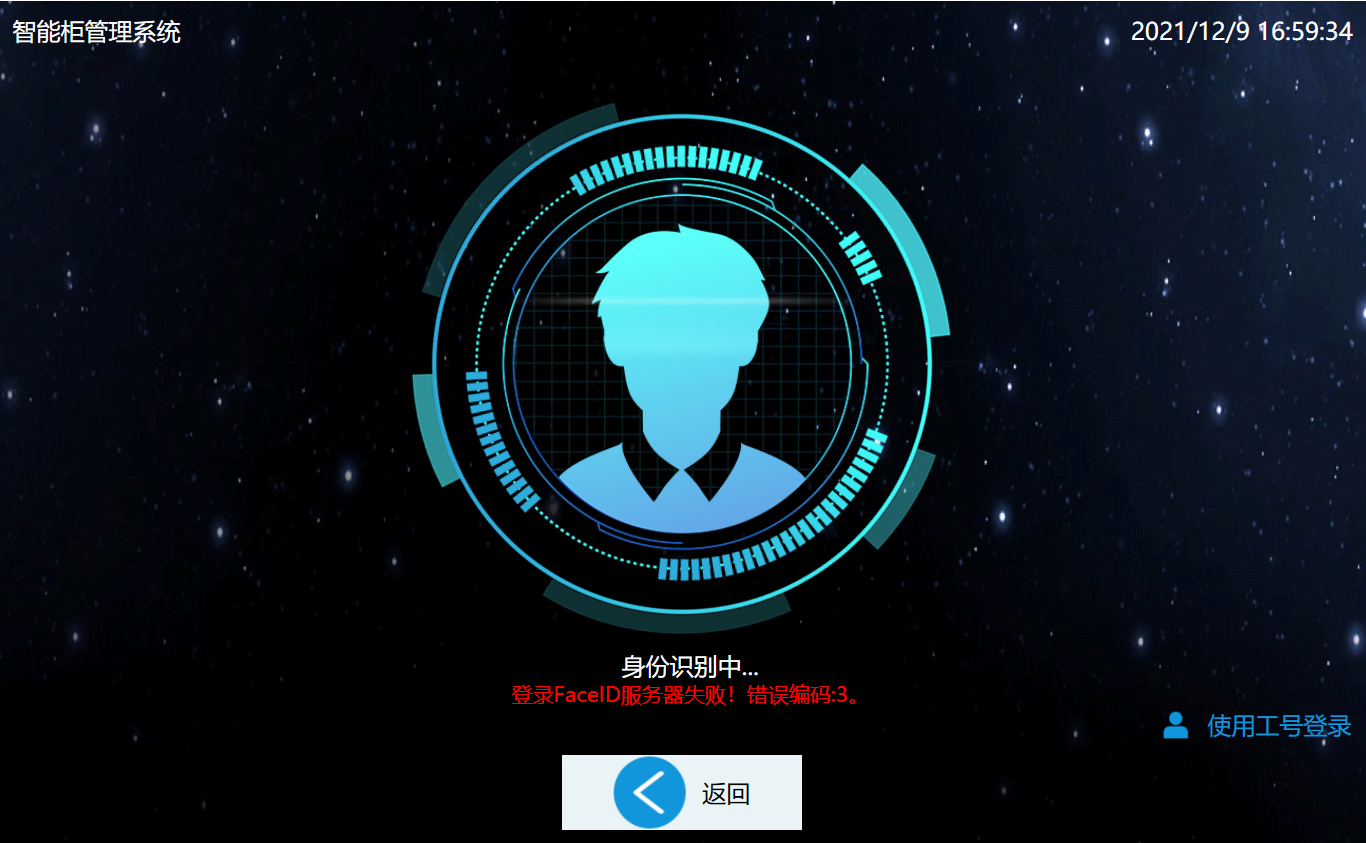 智能柜管理系统
2021/12/9 16:59:34
身份识别中...
登录FaceID服务器失败！错误编码:3。
使用工号登录
返回